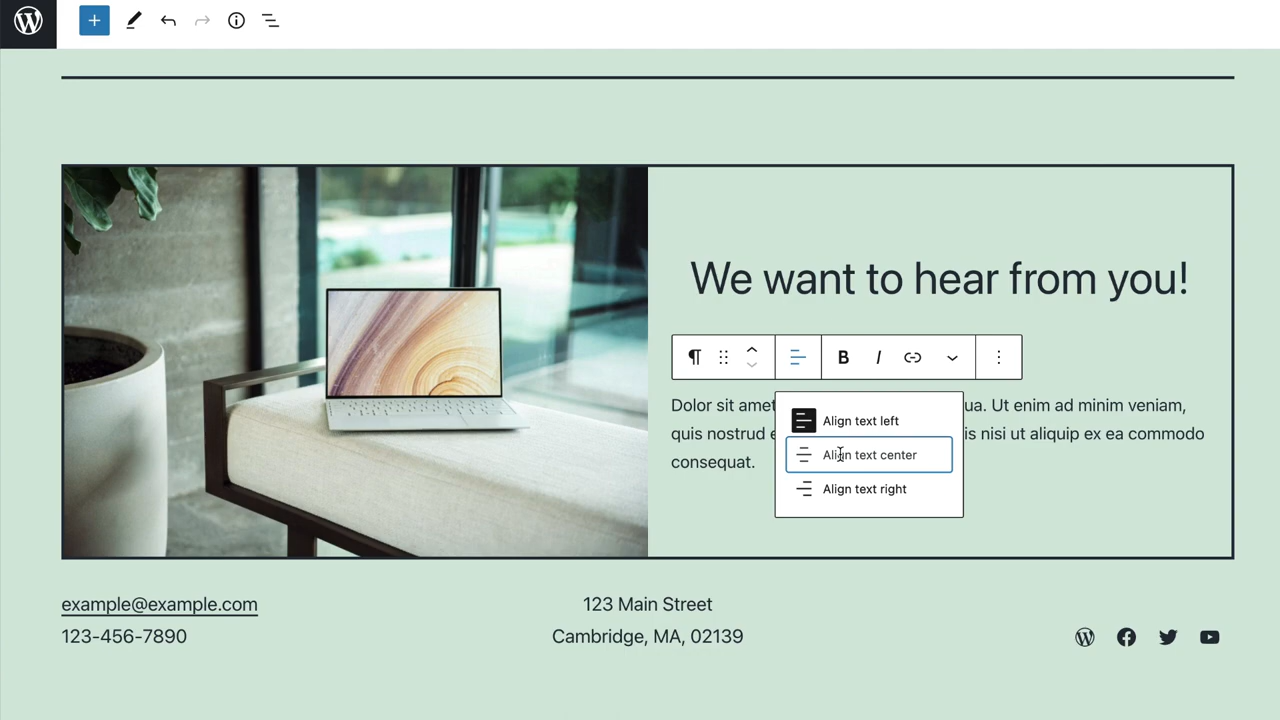 We want to hear from you!
B I
Dolor sit amet ua. Ut enim ad minim veniam,
quis nostrud is nisi ut aliquip ex ea commodo
consequat.
Align text left
Align text center
Align text right
example@example.com
123-456-7890
123 Main Street
Cambridge, MA, 02139